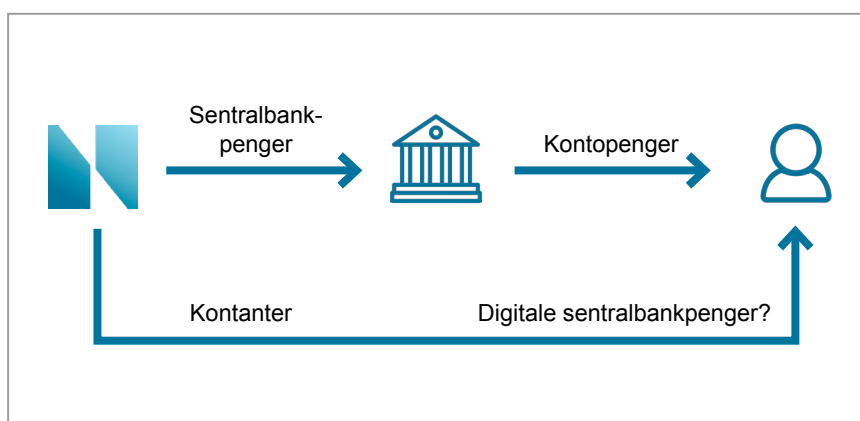 Sentralbank-
penger
Kontopenger
Kontanter
Digitale sentralbankpenger?